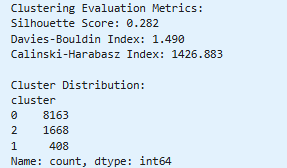 Clustering Evaluation Metrics:
Silhouette Score: 0.282
Davies-Bouldin Index: 1.490
Calinski-Harabasz Index: 1426.883

Cluster Distribution:
cluster
0    8163
2    1668
1     408
Name: count, dtype: int64